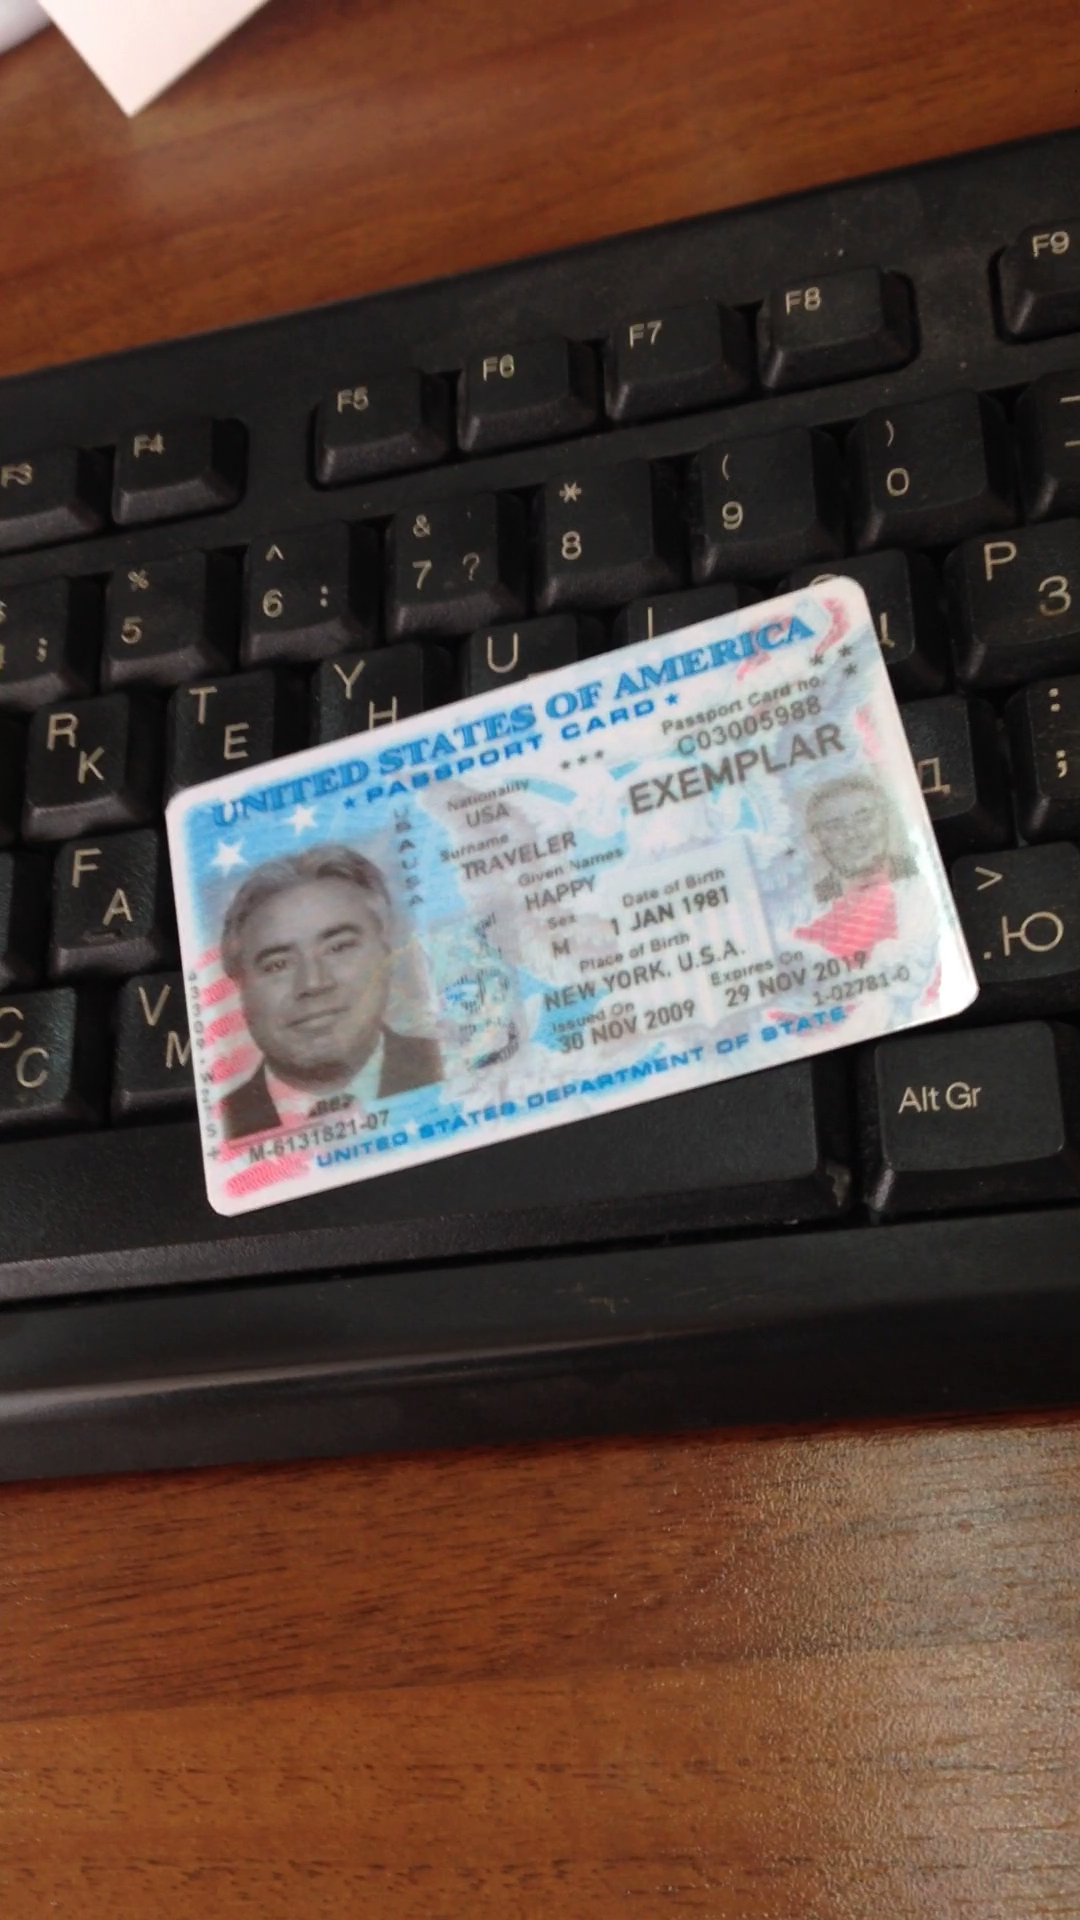 F3
F4
F5
F6
F7
F8
F9
%
5
^
6 :
&
7 ?
*
8
(
9
)
0
R
K
T
E
Y
H
U
I
P
З
F
A
Д
:
;
C
C
V
M
>
. Ю
Alt Gr
UNITED STATES OF AMERICA
★ PASSPORT CARD ★
Passport Card no.
C03005988
Nationality
USA
EXEMPLAR
Surname
TRAVELER
Given Names
HAPPY
Sex
M
Date of Birth
1 JAN 1981
Place of Birth
NEW YORK, U.S.A.
Issued On
30 NOV 2009
Expires On
29 NOV 2019
1-02781-0
M-6131821-07
UNITED STATES DEPARTMENT OF STATE
USA
USA